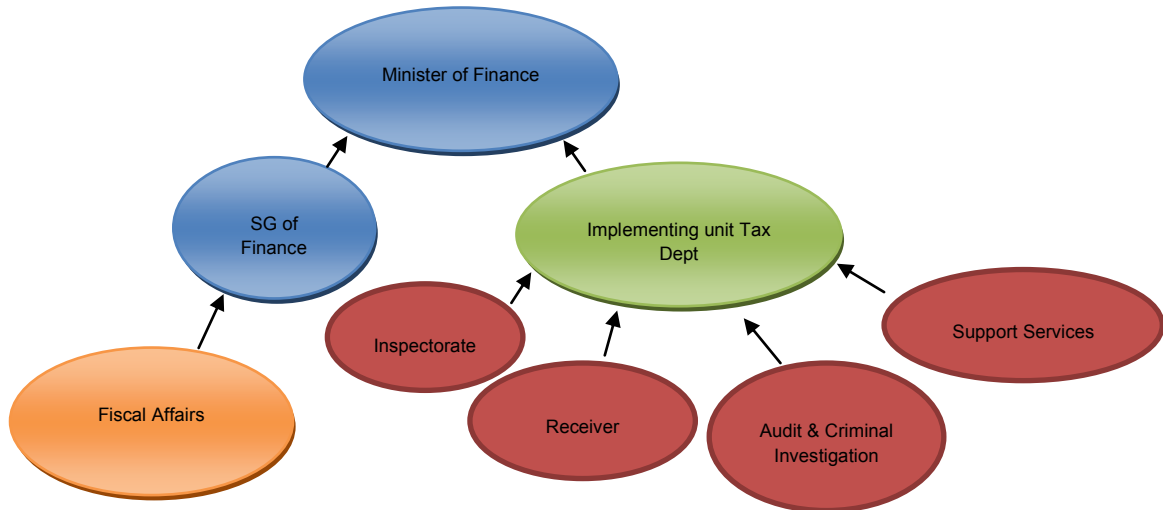 Minister of Finance
SG of
Finance
Implementing unit Tax
Dept
Inspectorate
Support Services
Fiscal Affairs
Receiver
Audit & Criminal
Investigation